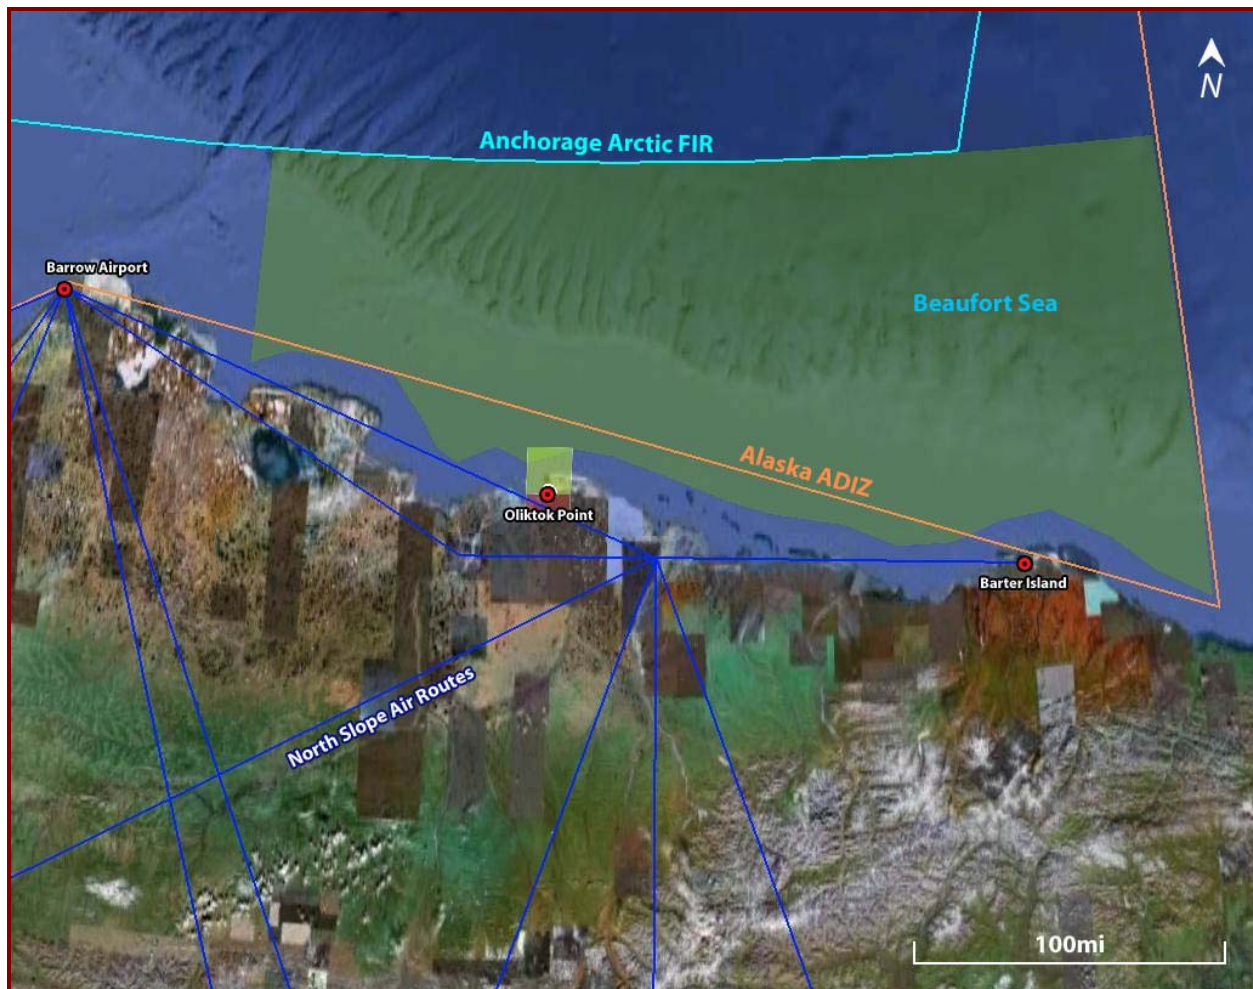 N
Anchorage Arctic FIR
Barrow Airport
Beaufort Sea
Alaska ADIZ
Oliktok Point
Barter Island
North Slope Air Routes
100mi